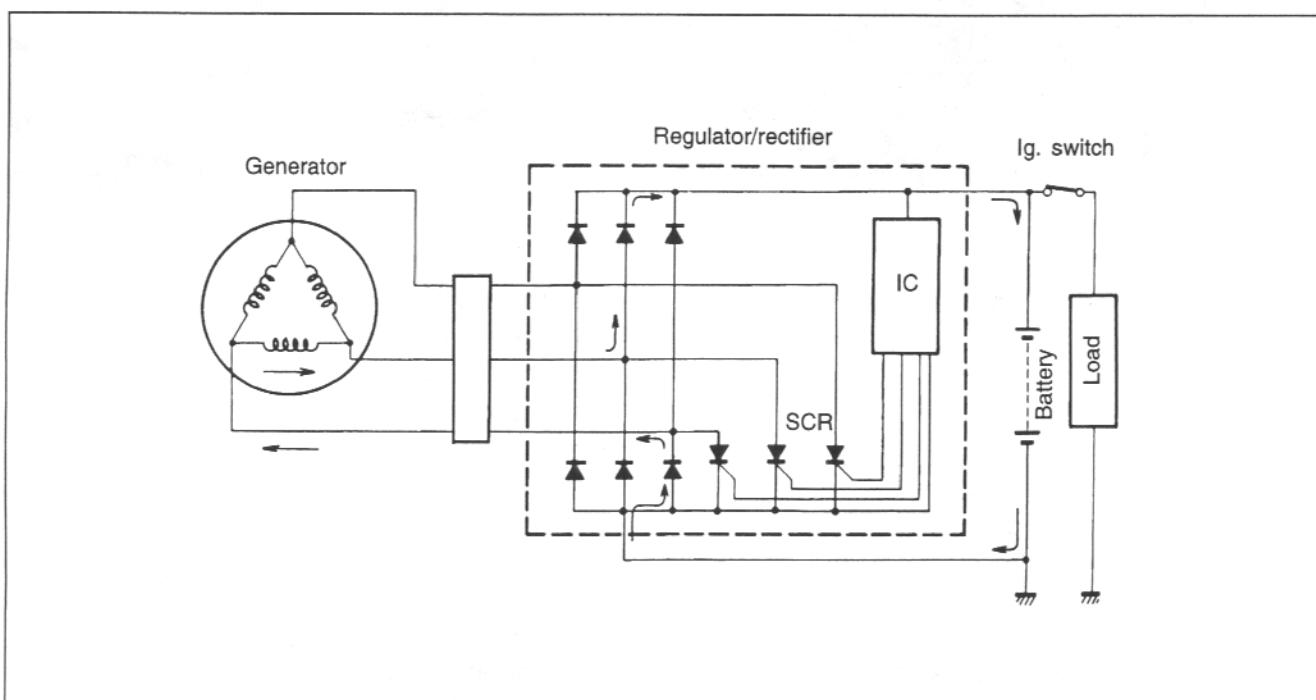 Regulator/rectifier
Generator
Ig. switch
IC
Battery
Load
SCR